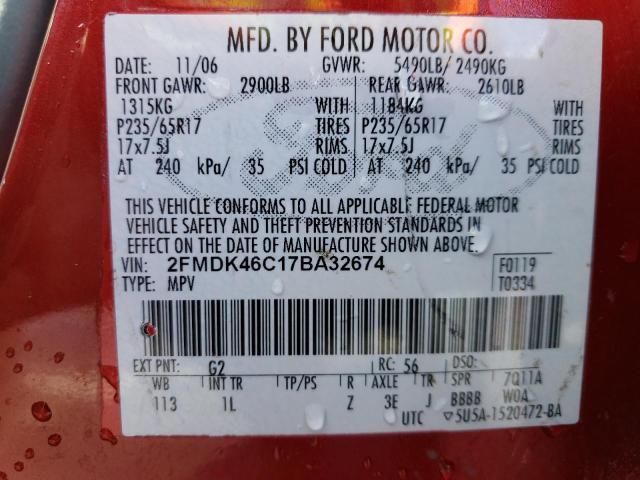 MFD. BY FORD MOTOR CO.
DATE: 11/06 GVWR: 5490LB/ 2490KG
FRONT GAWR: 2900LB REAR GAWR: 2610LB
1315KG WITH 1184KG WITH
P235/65R17 TIRES P235/65R17 TIRES
17x7.5J RIMS 17x7.5J RIMS
AT 240 kPa/ 35 PSI COLD AT 240 kPa/ 35 PSI COLD
THIS VEHICLE CONFORMS TO ALL APPLICABLE FEDERAL MOTOR
VEHICLE SAFETY AND THEFT PREVENTION STANDARDS IN
EFFECT ON THE DATE OF MANUFACTURE SHOWN ABOVE.
VIN: 2FMDK46C17BA32674 F0119
TYPE: MPV T0334
EXT PNT: G2 RC: 56 DSO:
WB INT TR TP/PS R AXLE TR SPR 7Q11A
113 1L Z 3E J BBBB W0A
UTC ▽5U5A-1520472-BA